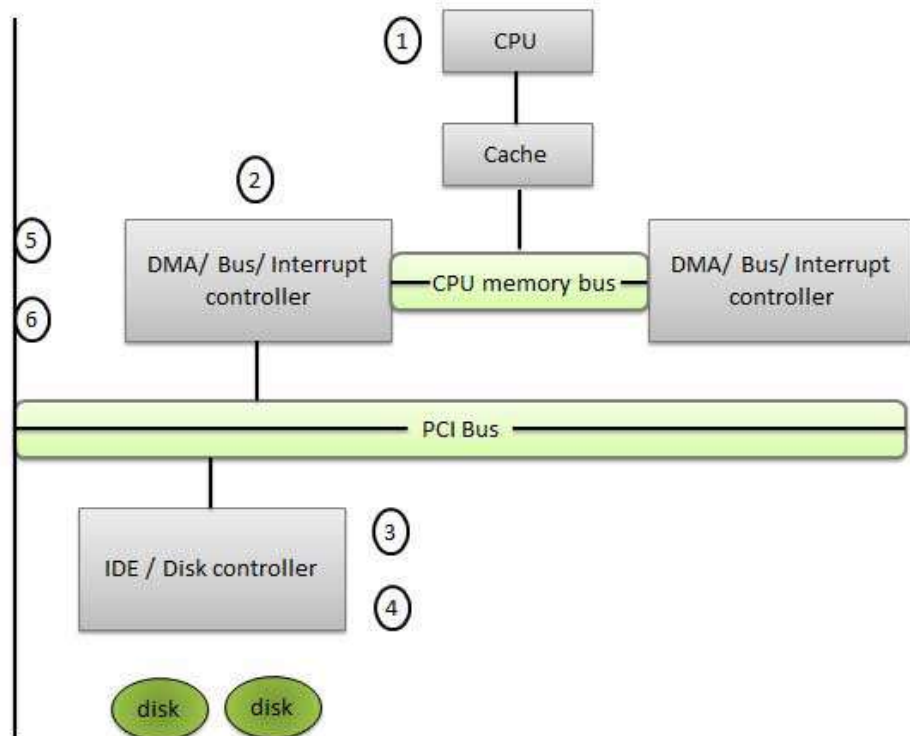 1
CPU
Cache
2
5
DMA/ Bus/ Interrupt
controller
CPU memory bus
DMA/ Bus/ Interrupt
controller
6
PCI Bus
3
IDE / Disk controller
4
disk
disk